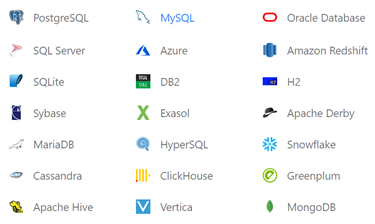 PostgreSQL MySQL Oracle Database
SQL Server Azure Amazon Redshift
SQLite DB2 H2
Sybase Exasol Apache Derby
MariaDB HyperSQL Snowflake
Cassandra ClickHouse Greenplum
Apache Hive Vertica MongoDB